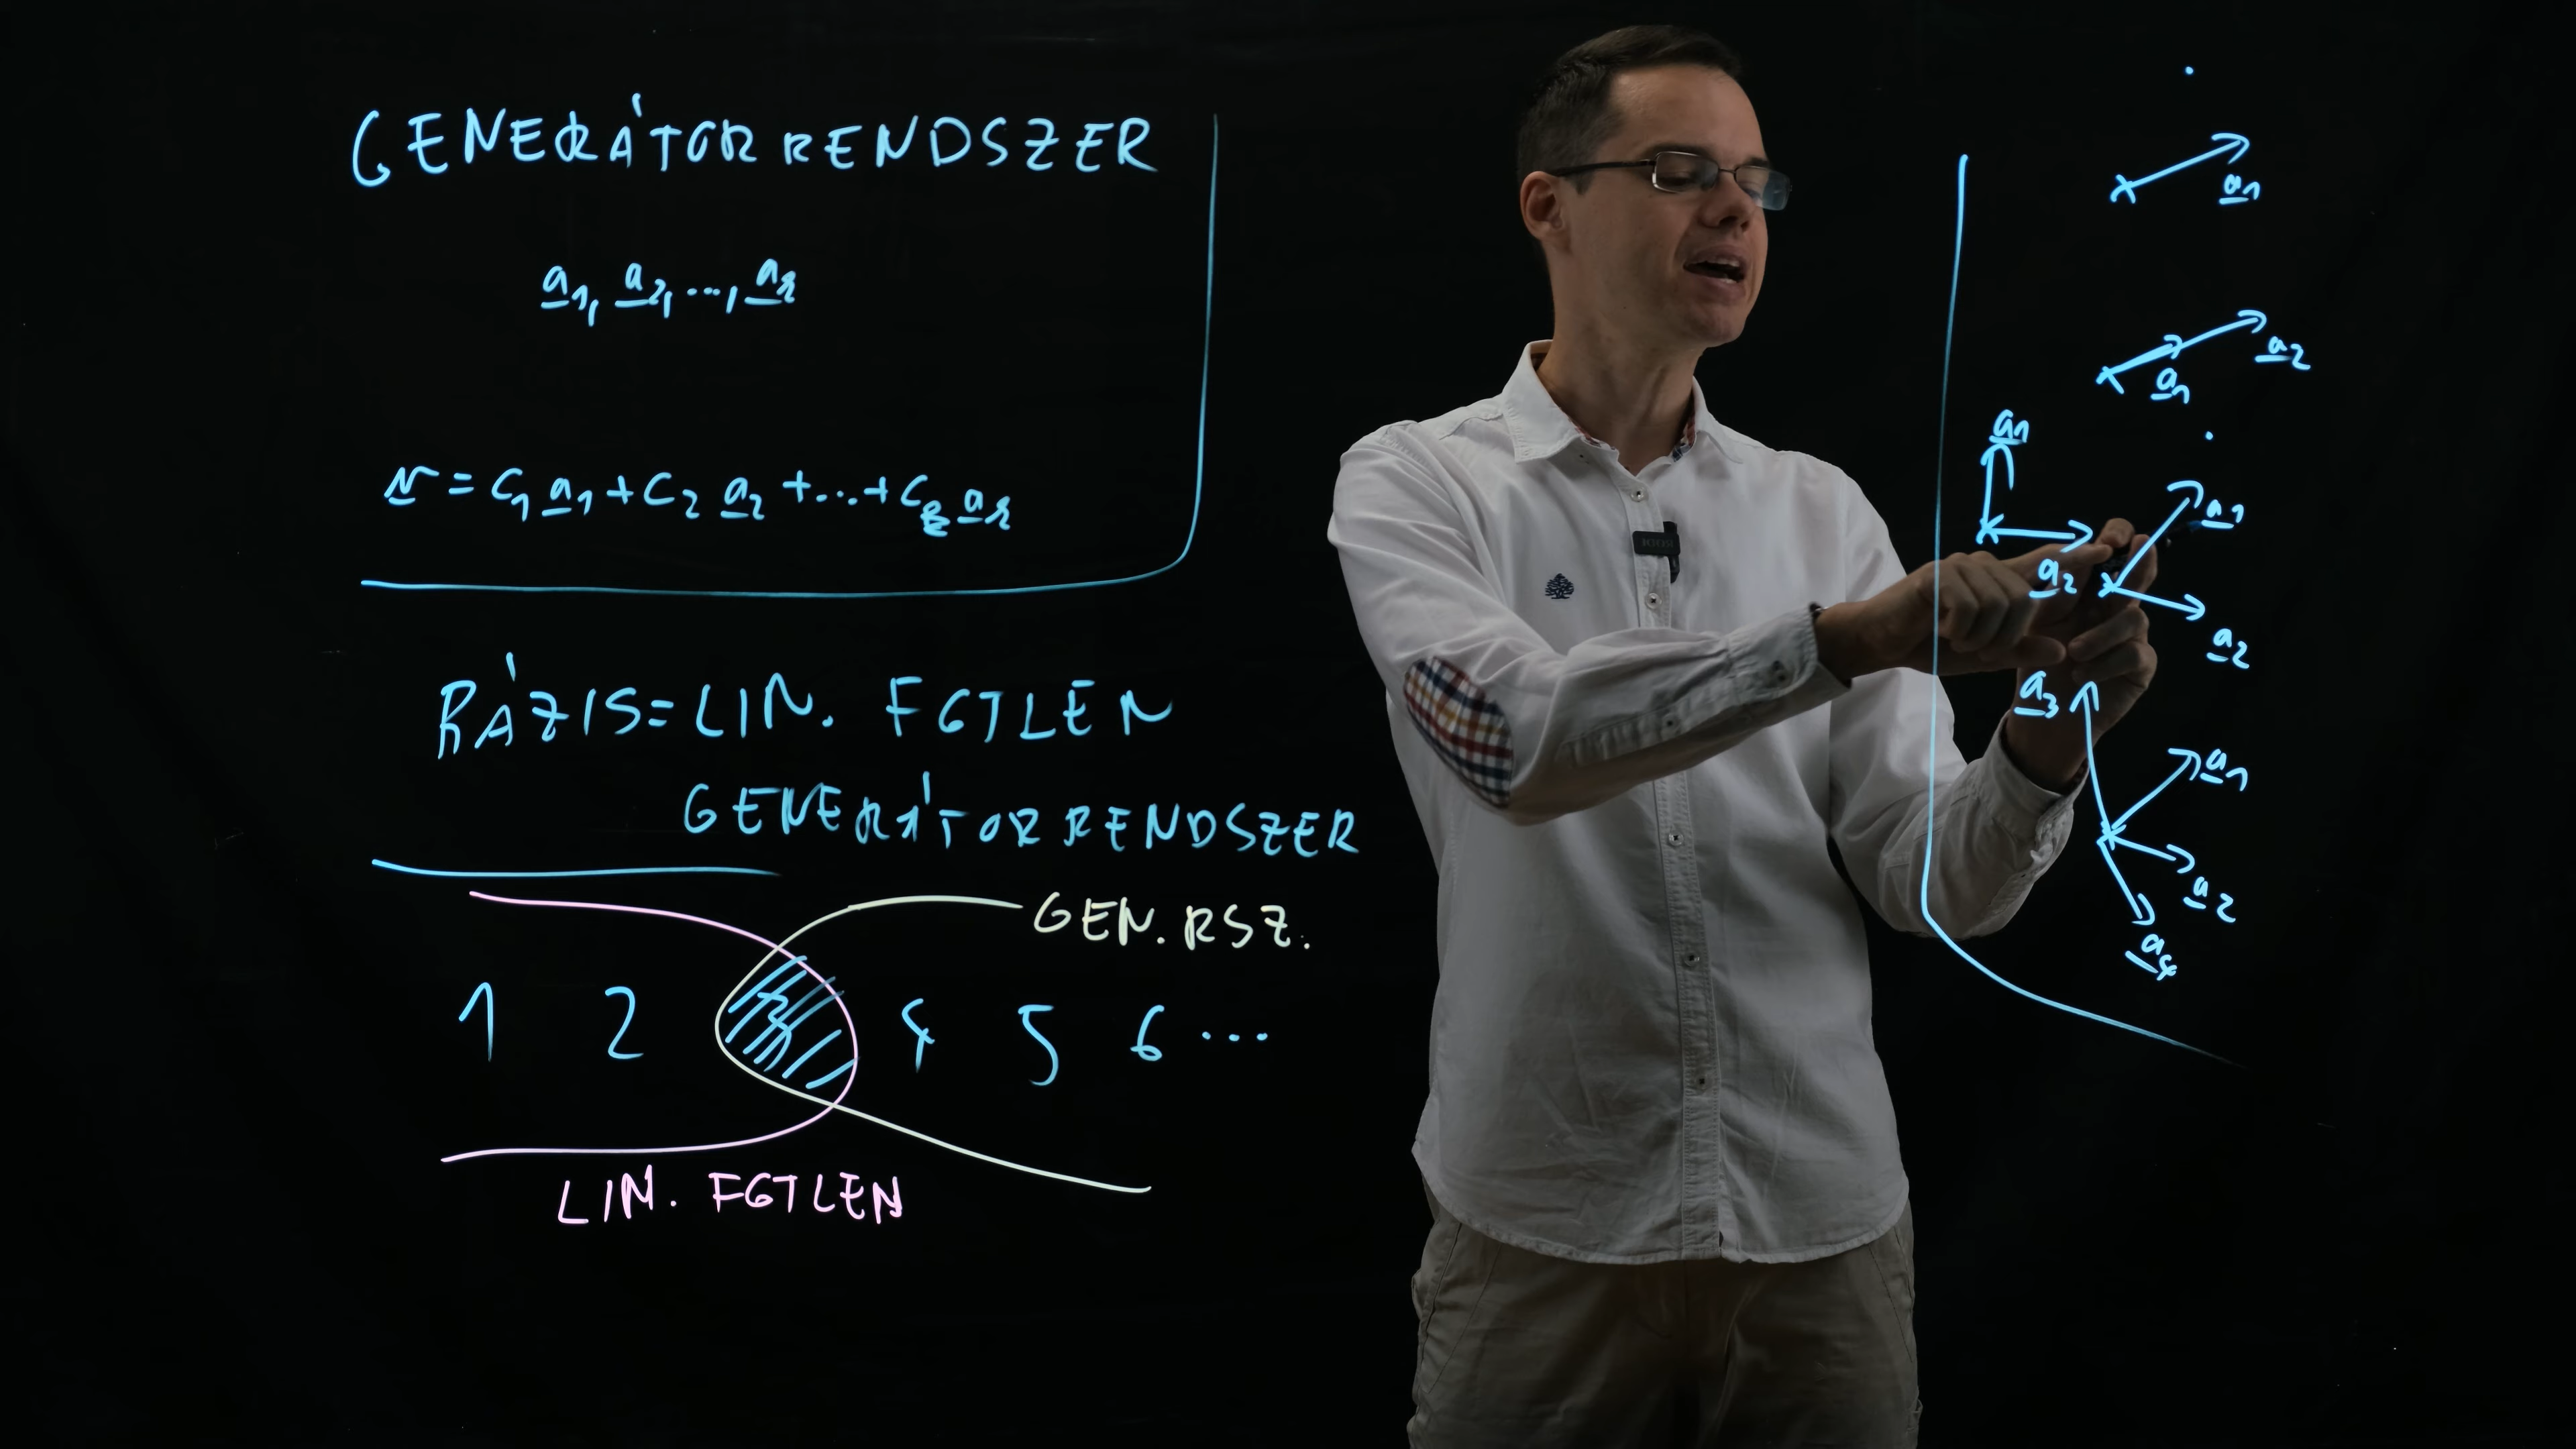 GENERÁTORRENDSZER
a1, a2, ..., ak
v = c1 a1 + c2 a2 + ... + ck ak
BÁZIS = LIN. FGTLEN
GENERÁTORRENDSZER
GEN. RSZ.
1 2 3 4 5 6 ...
LIN. FGTLEN
a1
a1
a2
a1
a2
a1
a2
a3
a1
a2
a4